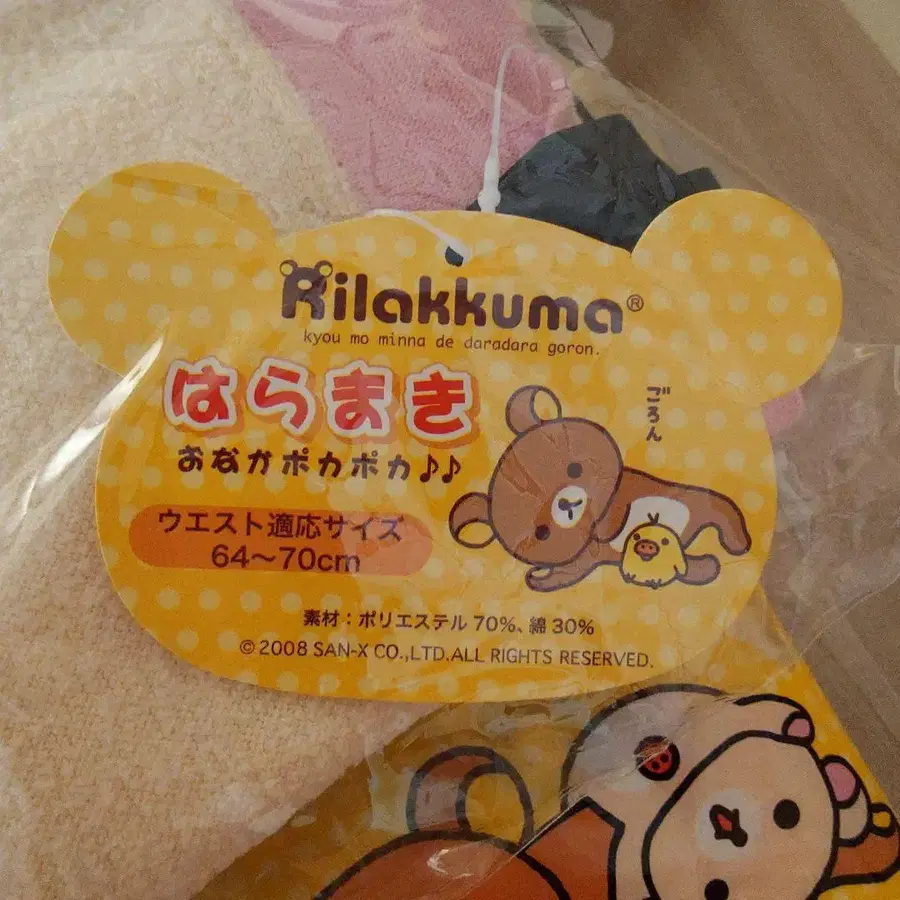 Rilakkuma®
kyou mo minna de daradara goron.
はらまき
ごろん
おなかポカポカ♪♪
ウエスト適応サイズ
64～70cm
素材：ポリエステル70%、綿30%
©2008 SAN-X CO.,LTD.ALL RIGHTS RESERVED.